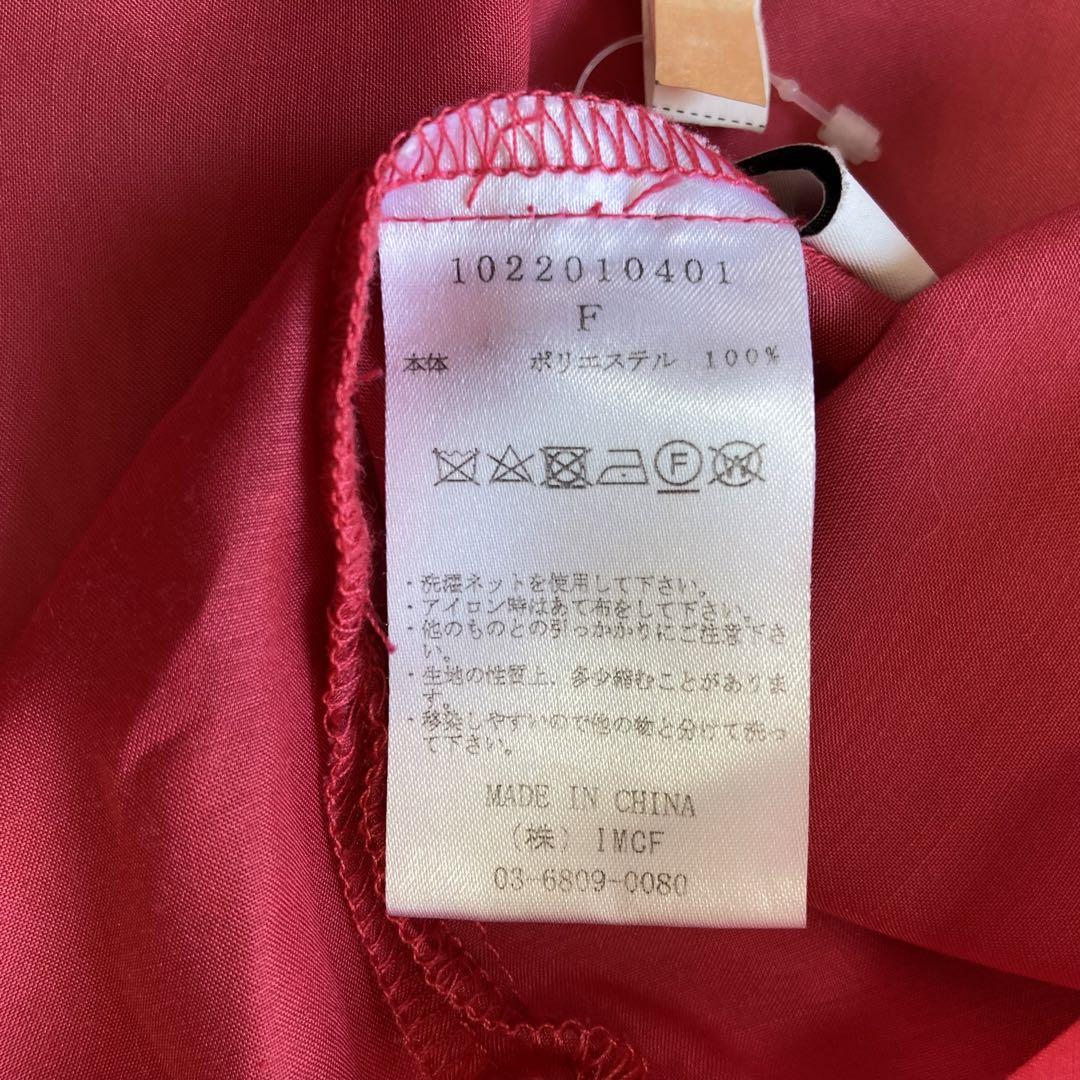 1022010401
F
本体 ポリエステル 100%
F
W
・洗濯ネットを使用して下さい。
・アイロン時はあて布をして下さい。
・他のものとの引っかかりにご注意下さ
い。
・生地の性質上、多少縮むことがありま
す。
・移染しやすいので他の物と分けて洗っ
て下さい。
MADE IN CHINA
(株) IMCF
03-6809-0080